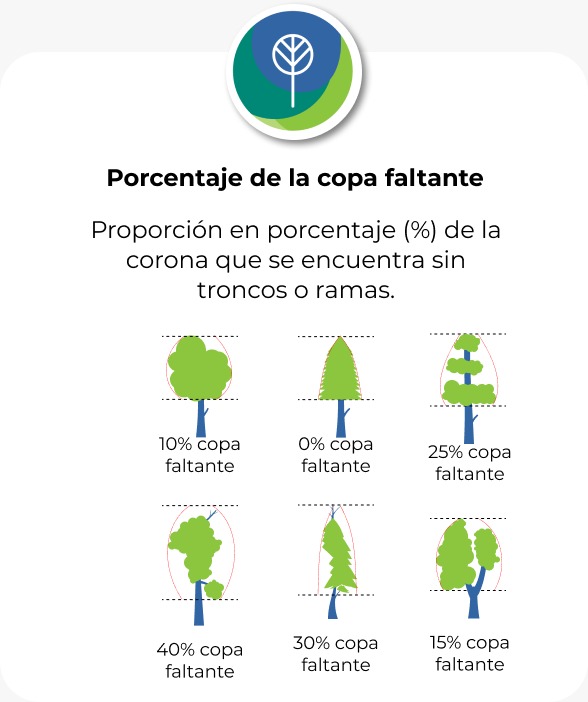 Porcentaje de la copa faltante
Proporción en porcentaje (%) de la
corona que se encuentra sin
troncos o ramas.
10% copa
faltante
0% copa
faltante
25% copa
faltante
40% copa
faltante
30% copa
faltante
15% copa
faltante